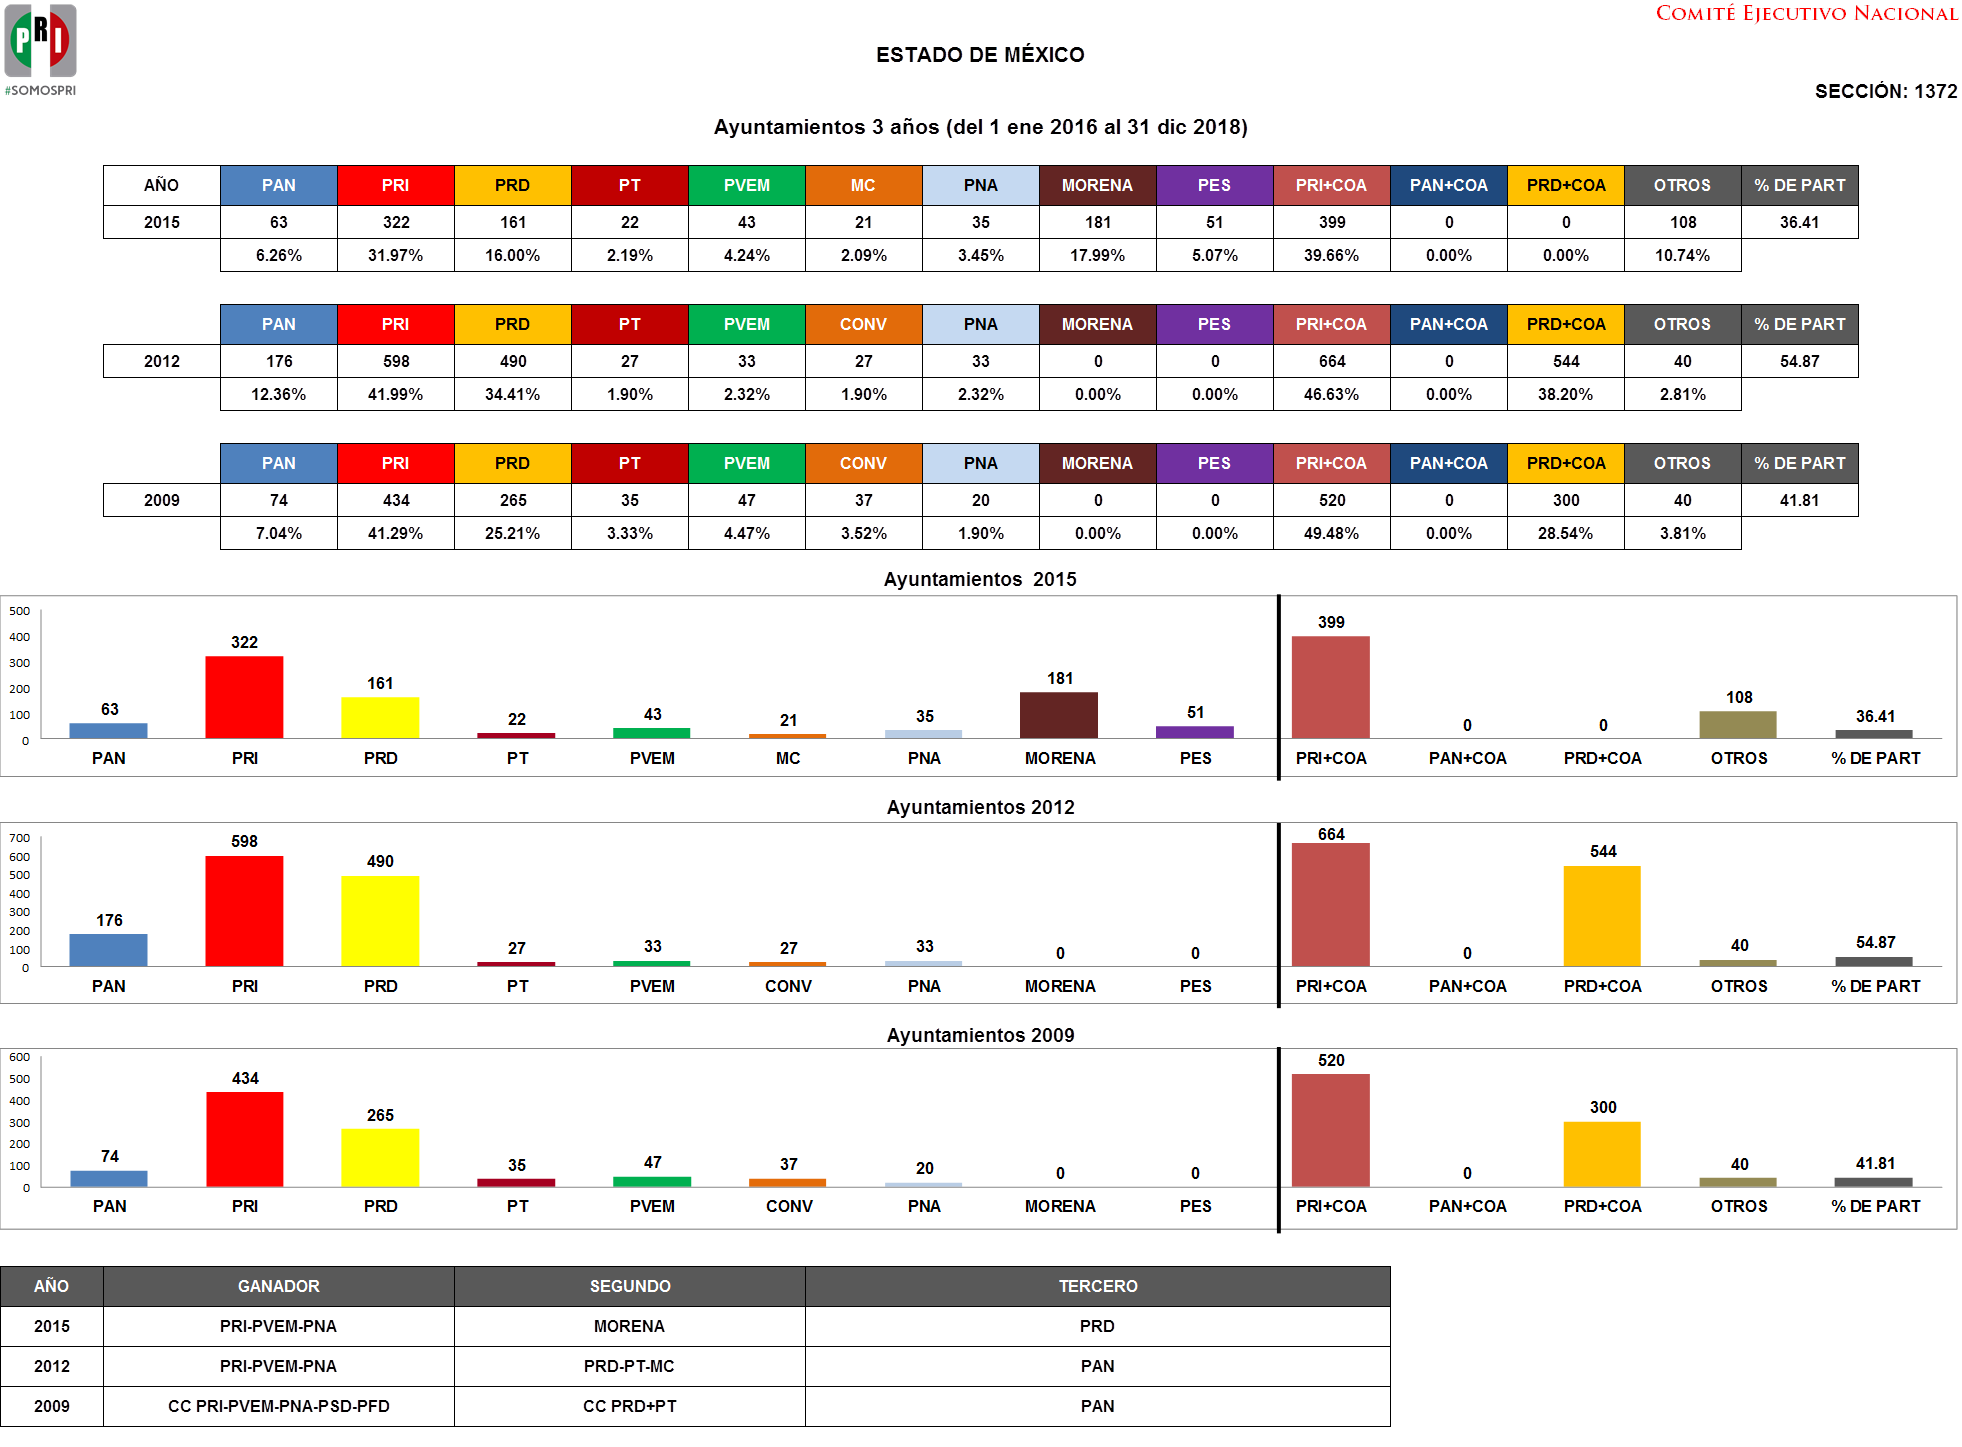 COMITÉ EJECUTIVO NACIONAL
PRI
#SOMOSPRI
ESTADO DE MÉXICO
SECCIÓN: 1372
Ayuntamientos 3 años (del 1 ene 2016 al 31 dic 2018)
AÑO PAN PRI PRD PT PVEM MC PNA MORENA PES PRI+COA PAN+COA PRD+COA OTROS % DE PART
2015 63 322 161 22 43 21 35 181 51 399 0 0 108 36.41
6.26% 31.97% 16.00% 2.19% 4.24% 2.09% 3.45% 17.99% 5.07% 39.66% 0.00% 0.00% 10.74%
PAN PRI PRD PT PVEM CONV PNA MORENA PES PRI+COA PAN+COA PRD+COA OTROS % DE PART
2012 176 598 490 27 33 27 33 0 0 664 0 544 40 54.87
12.36% 41.99% 34.41% 1.90% 2.32% 1.90% 2.32% 0.00% 0.00% 46.63% 0.00% 38.20% 2.81%
PAN PRI PRD PT PVEM CONV PNA MORENA PES PRI+COA PAN+COA PRD+COA OTROS % DE PART
2009 74 434 265 35 47 37 20 0 0 520 0 300 40 41.81
7.04% 41.29% 25.21% 3.33% 4.47% 3.52% 1.90% 0.00% 0.00% 49.48% 0.00% 28.54% 3.81%
Ayuntamientos 2015
500
400
300
200
100
0
63 322 161 22 43 21 35 181 51 399 0 0 108 36.41
PAN PRI PRD PT PVEM MC PNA MORENA PES PRI+COA PAN+COA PRD+COA OTROS % DE PART
Ayuntamientos 2012
700
600
500
400
300
200
100
0
176 598 490 27 33 27 33 0 0 664 0 544 40 54.87
PAN PRI PRD PT PVEM CONV PNA MORENA PES PRI+COA PAN+COA PRD+COA OTROS % DE PART
Ayuntamientos 2009
600
500
400
300
200
100
0
74 434 265 35 47 37 20 0 0 520 0 300 40 41.81
PAN PRI PRD PT PVEM CONV PNA MORENA PES PRI+COA PAN+COA PRD+COA OTROS % DE PART
AÑO GANADOR SEGUNDO TERCERO
2015 PRI-PVEM-PNA MORENA PRD
2012 PRI-PVEM-PNA PRD-PT-MC PAN
2009 CC PRI-PVEM-PNA-PSD-PFD CC PRD+PT PAN